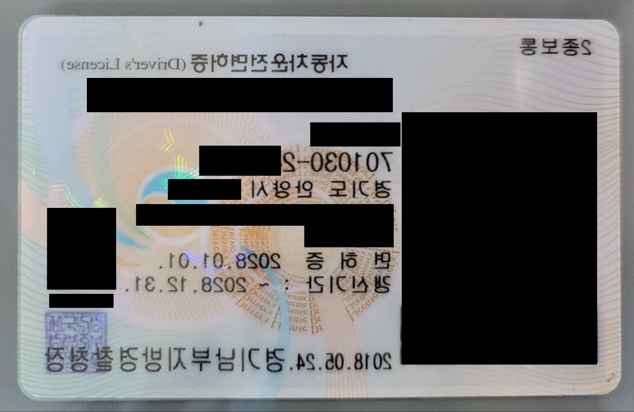 2종보통
자동차운전면허증 (Driver's License)
701030-2
경기도 안양시
면 허 증 2028.01.01.
갱신기간 : ~ 2028.12.31.
2018.05.24. 경기남부지방경찰청장